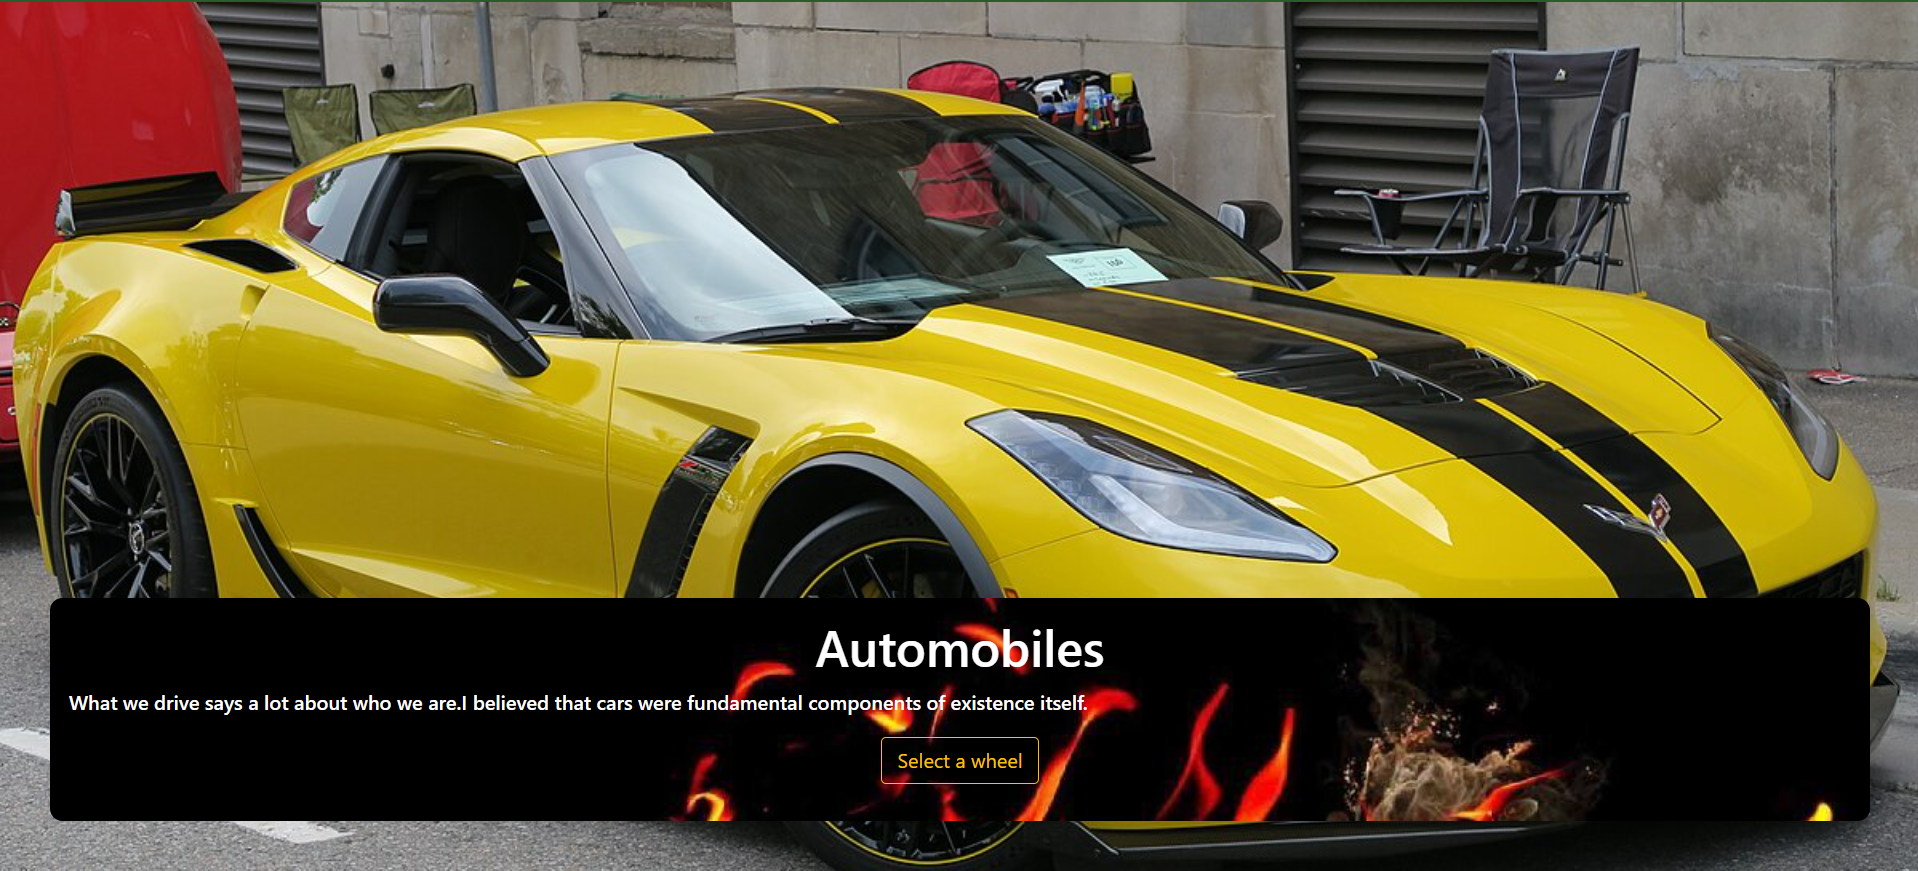 Automobiles
What we drive says a lot about who we are.I believed that cars were fundamental components of existence itself.
Select a wheel